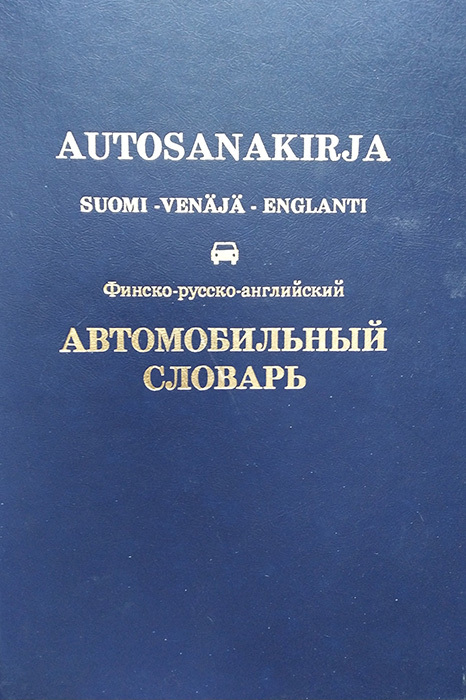 AUTOSANAKIRJA
SUOMI -VENÄJÄ - ENGLANTI
Финско-русско-английский
АВТОМОБИЛЬНЫЙ
СЛОВАРЬ